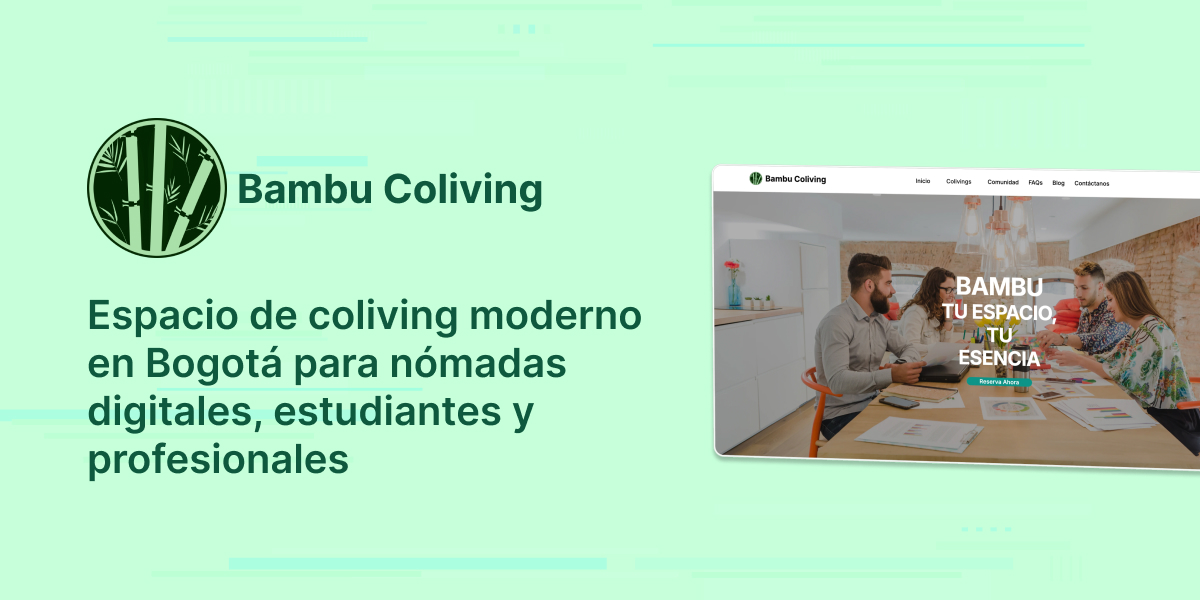 Bambu Coliving
Espacio de coliving moderno
en Bogotá para nómadas
digitales, estudiantes y
profesionales
Bambu Coliving
Inicio Colivings Comunidad FAQs Blog Contáctanos
BAMBU
TU ESPACIO,
TU
ESENCIA
Reserva Ahora